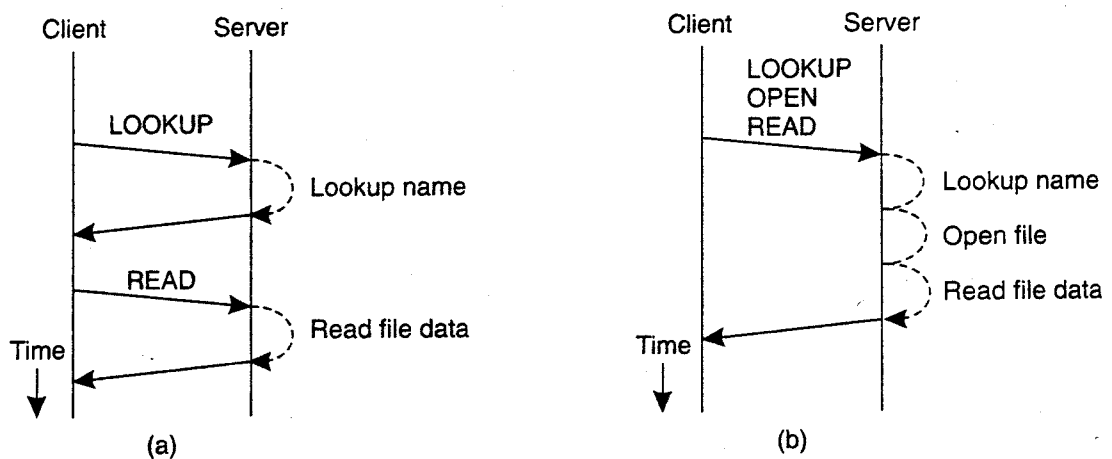 Client Server
LOOKUP
Lookup name
READ
Read file data
Time
(a)
Client Server
LOOKUP
OPEN
READ
Lookup name
Open file
Read file data
Time
(b)